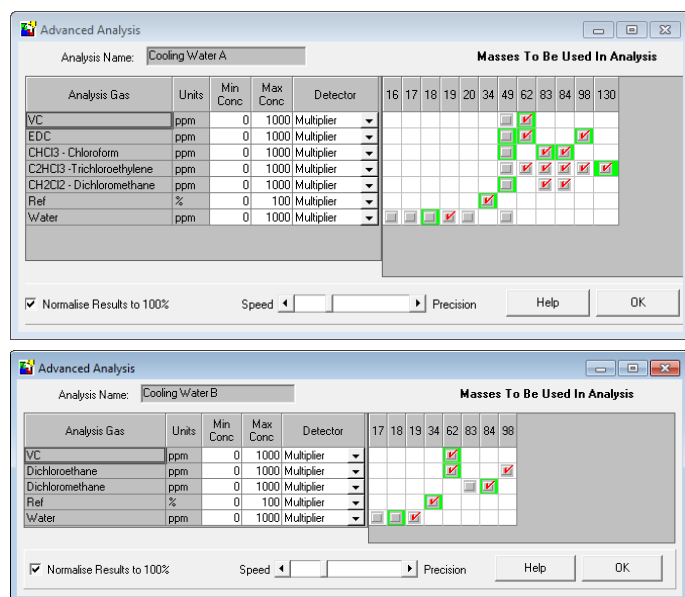 Advanced Analysis
Analysis Name: Cooling Water A Masses To Be Used In Analysis
Analysis Gas Units Min Conc Max Conc Detector 16 17 18 19 20 34 49 62 83 84 98 130
VC ppm 0 1000 Multiplier
EDC ppm 0 1000 Multiplier
CHCl3 - Chloroform ppm 0 1000 Multiplier
C2HCl3 -Trichloroethylene ppm 0 1000 Multiplier
CH2Cl2 - Dichloromethane ppm 0 1000 Multiplier
Ref % 0 100 Multiplier
Water ppm 0 1000 Multiplier
Normalise Results to 100% Speed Precision Help OK
Advanced Analysis
Analysis Name: Cooling Water B Masses To Be Used In Analysis
Analysis Gas Units Min Conc Max Conc Detector 17 18 19 34 62 83 84 98
VC ppm 0 1000 Multiplier
Dichloroethane ppm 0 1000 Multiplier
Dichloromethane ppm 0 1000 Multiplier
Ref % 0 100 Multiplier
Water ppm 0 1000 Multiplier
Normalise Results to 100% Speed Precision Help OK